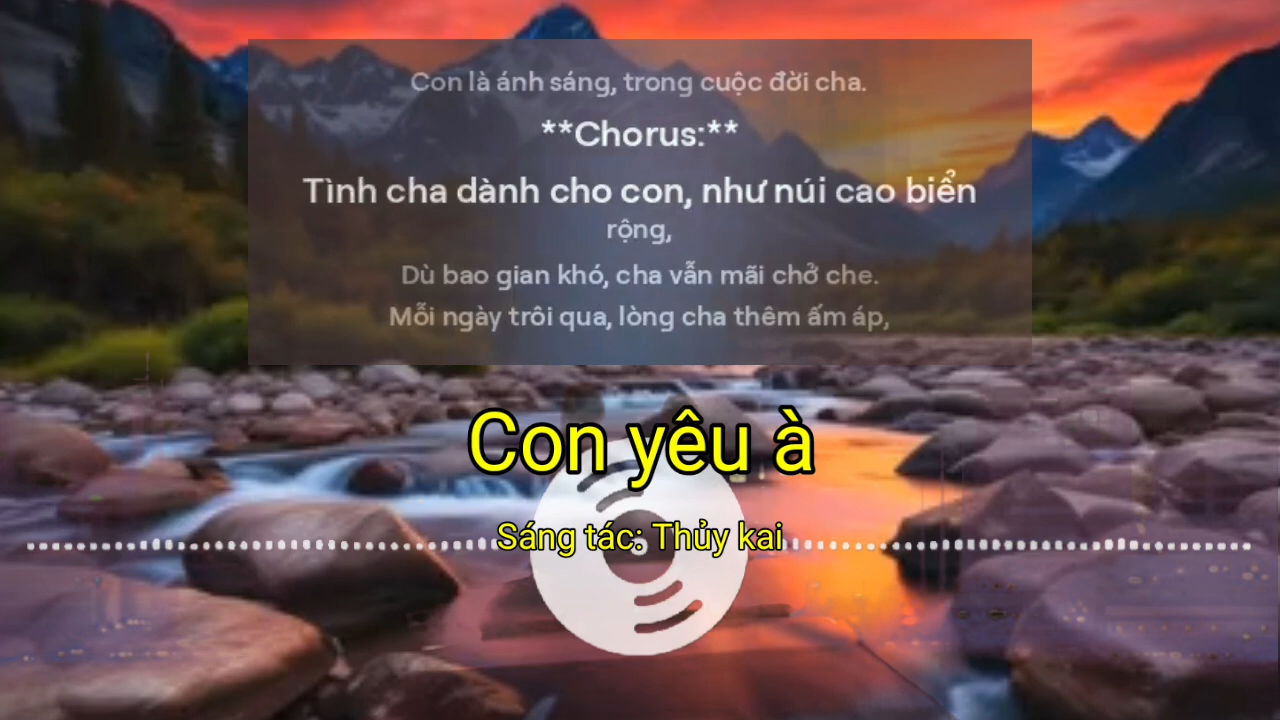 Con là ánh sáng, trong cuộc đời cha.
**Chorus:**
Tình cha dành cho con, như núi cao biển
rộng,
Dù bao gian khó, cha vẫn mãi chở che.
Mỗi ngày trôi qua, lòng cha thêm ấm áp,
Con yêu à
Sáng tác: Thủy kai